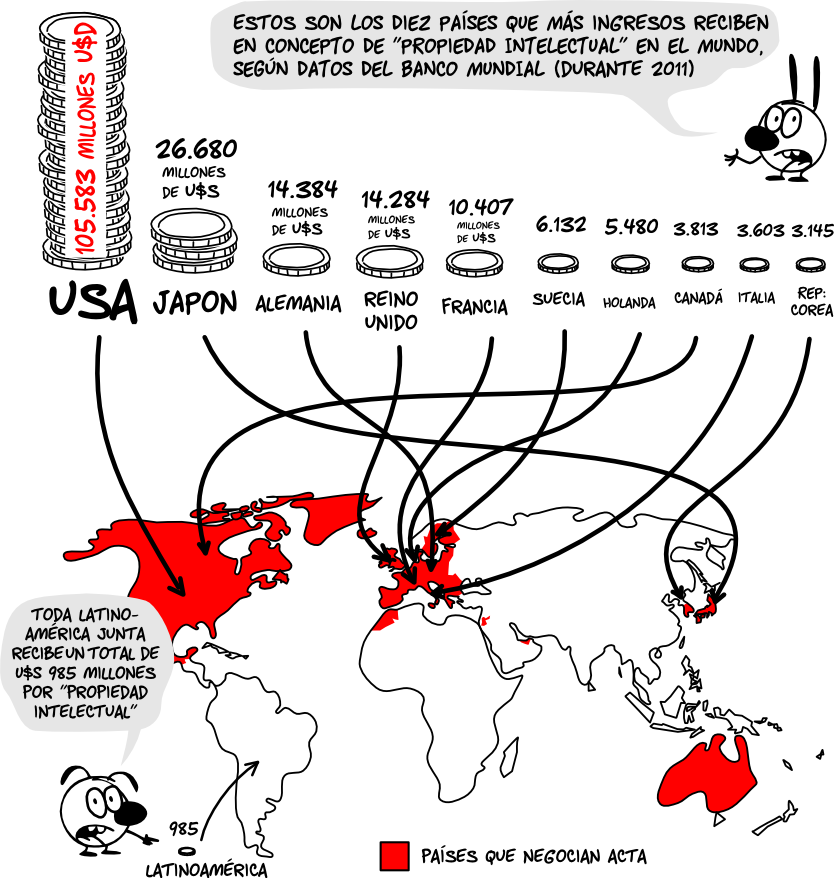 ESTOS SON LOS DIEZ PAÍSES QUE MÁS INGRESOS RECIBEN
EN CONCEPTO DE "PROPIEDAD INTELECTUAL" EN EL MUNDO,
SEGÚN DATOS DEL BANCO MUNDIAL (DURANTE 2011)
105.583 MILLONES U$D
26.680
MILLONES
DE U$S
14.384
MILLONES
DE U$S
14.284
MILLONES
DE U$S
10.407
MILLONES
DE U$S
6.132
5.480
3.813
3.603
3.145
USA
JAPON
ALEMANIA
REINO
UNIDO
FRANCIA
SUECIA
HOLANDA
CANADÁ
ITALIA
REP:
COREA
TODA LATINO-
AMÉRICA JUNTA
RECIBE UN TOTAL DE
U$S 985 MILLONES
POR "PROPIEDAD
INTELECTUAL"
985
LATINOAMÉRICA
PAÍSES QUE NEGOCIAN ACTA